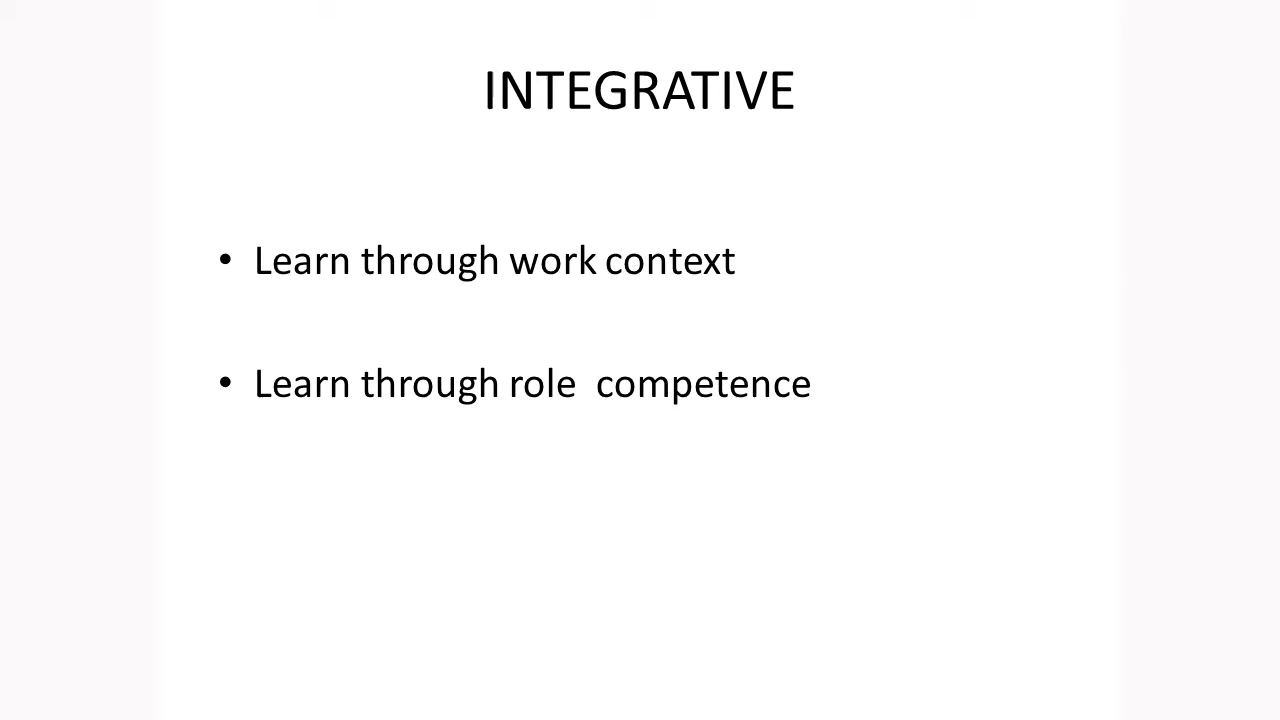 INTEGRATIVE
• Learn through work context
• Learn through role  competence